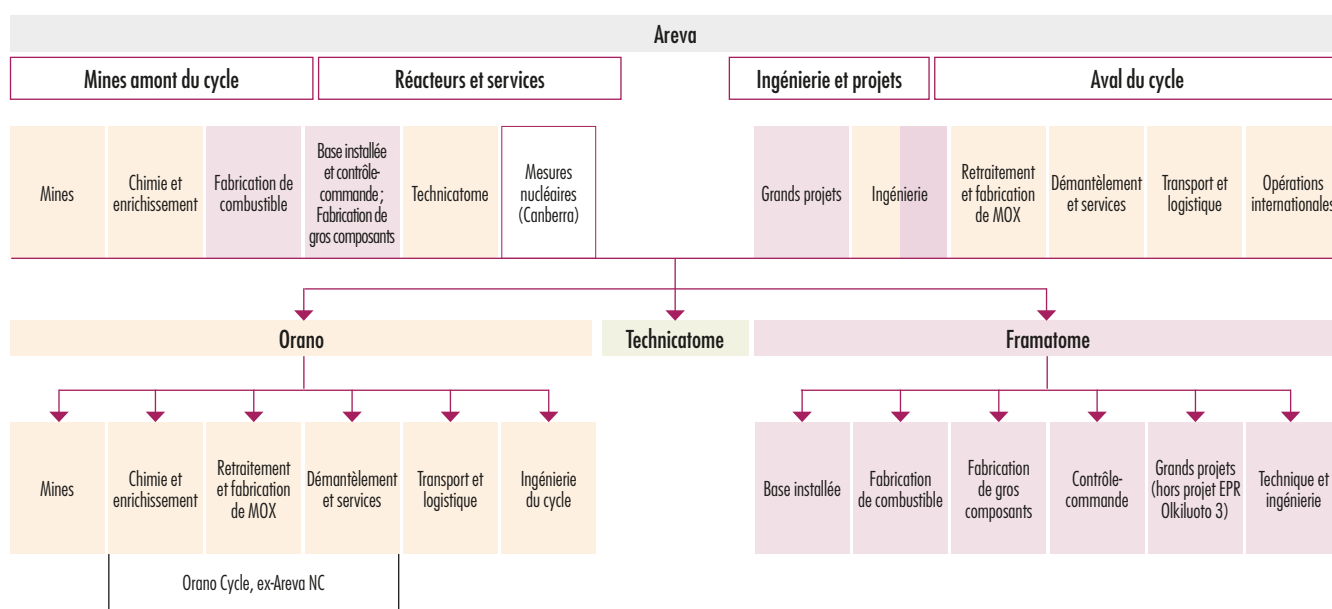 Areva
Mines amont du cycle
Réacteurs et services
Ingénierie et projets
Aval du cycle
Mines
Chimie et
enrichissement
Fabrication de
combustible
Base installée
et contrôle-
commande ;
Fabrication de
gros composants
Technicatome
Mesures
nucléaires
(Canberra)
Grands projets
Ingénierie
Retraitement
et fabrication
de MOX
Démantèlement
et services
Transport et
logistique
Opérations
internationales
Orano
Technicatome
Framatome
Mines
Chimie et
enrichissement
Retraitement
et fabrication
de MOX
Démantèlement
et services
Transport et
logistique
Ingénierie
du cycle
Base installée
Fabrication
de combustible
Fabrication
de gros
composants
Contrôle-
commande
Grands projets
(hors projet EPR
Olkiluoto 3)
Technique et
ingénierie
Orano Cycle, ex-Areva NC